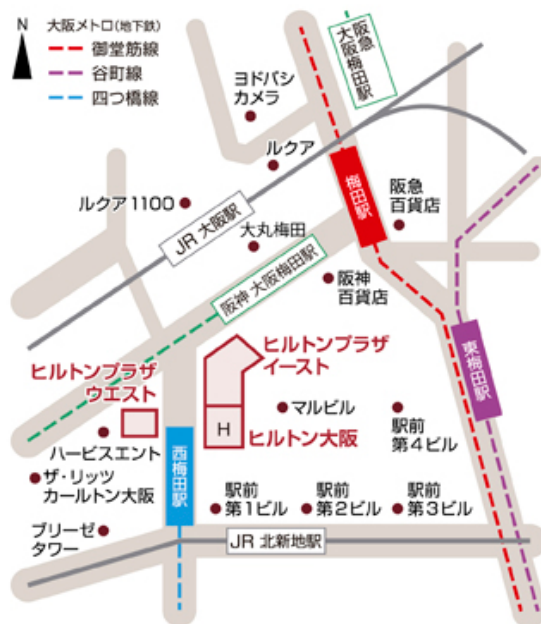 N
大阪メトロ(地下鉄)
御堂筋線
谷町線
四つ橋線
阪急
大阪梅田駅
ヨドバシ
カメラ
ルクア
梅田駅
阪急
百貨店
ルクア1100
JR 大阪駅
大丸梅田
阪神 大阪梅田駅
阪神
百貨店
東梅田駅
ヒルトンプラザ
イースト
ヒルトンプラザ
ウエスト
マルビル
駅前
第4ビル
H
ヒルトン大阪
ハービスエント
西梅田駅
ザ・リッツ
カールトン大阪
駅前
第1ビル
駅前
第2ビル
駅前
第3ビル
ブリーゼ
タワー
JR 北新地駅